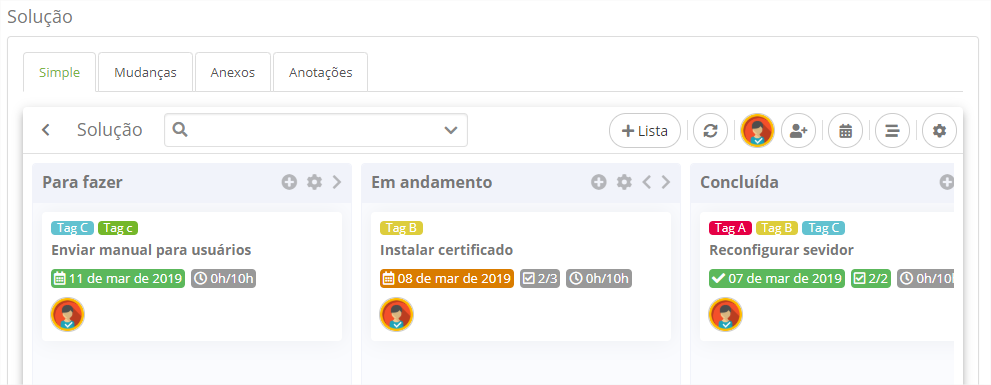 Solução
Simple Mudanças Anexos Anotações
Solução Lista
Para fazer
Tag C Tag c
Enviar manual para usuários
11 de mar de 2019 0h/10h
Em andamento
Tag B
Instalar certificado
08 de mar de 2019 2/3 0h/10h
Concluída
Tag A Tag B Tag C
Reconfigurar sevidor
07 de mar de 2019 2/2 0h/10h